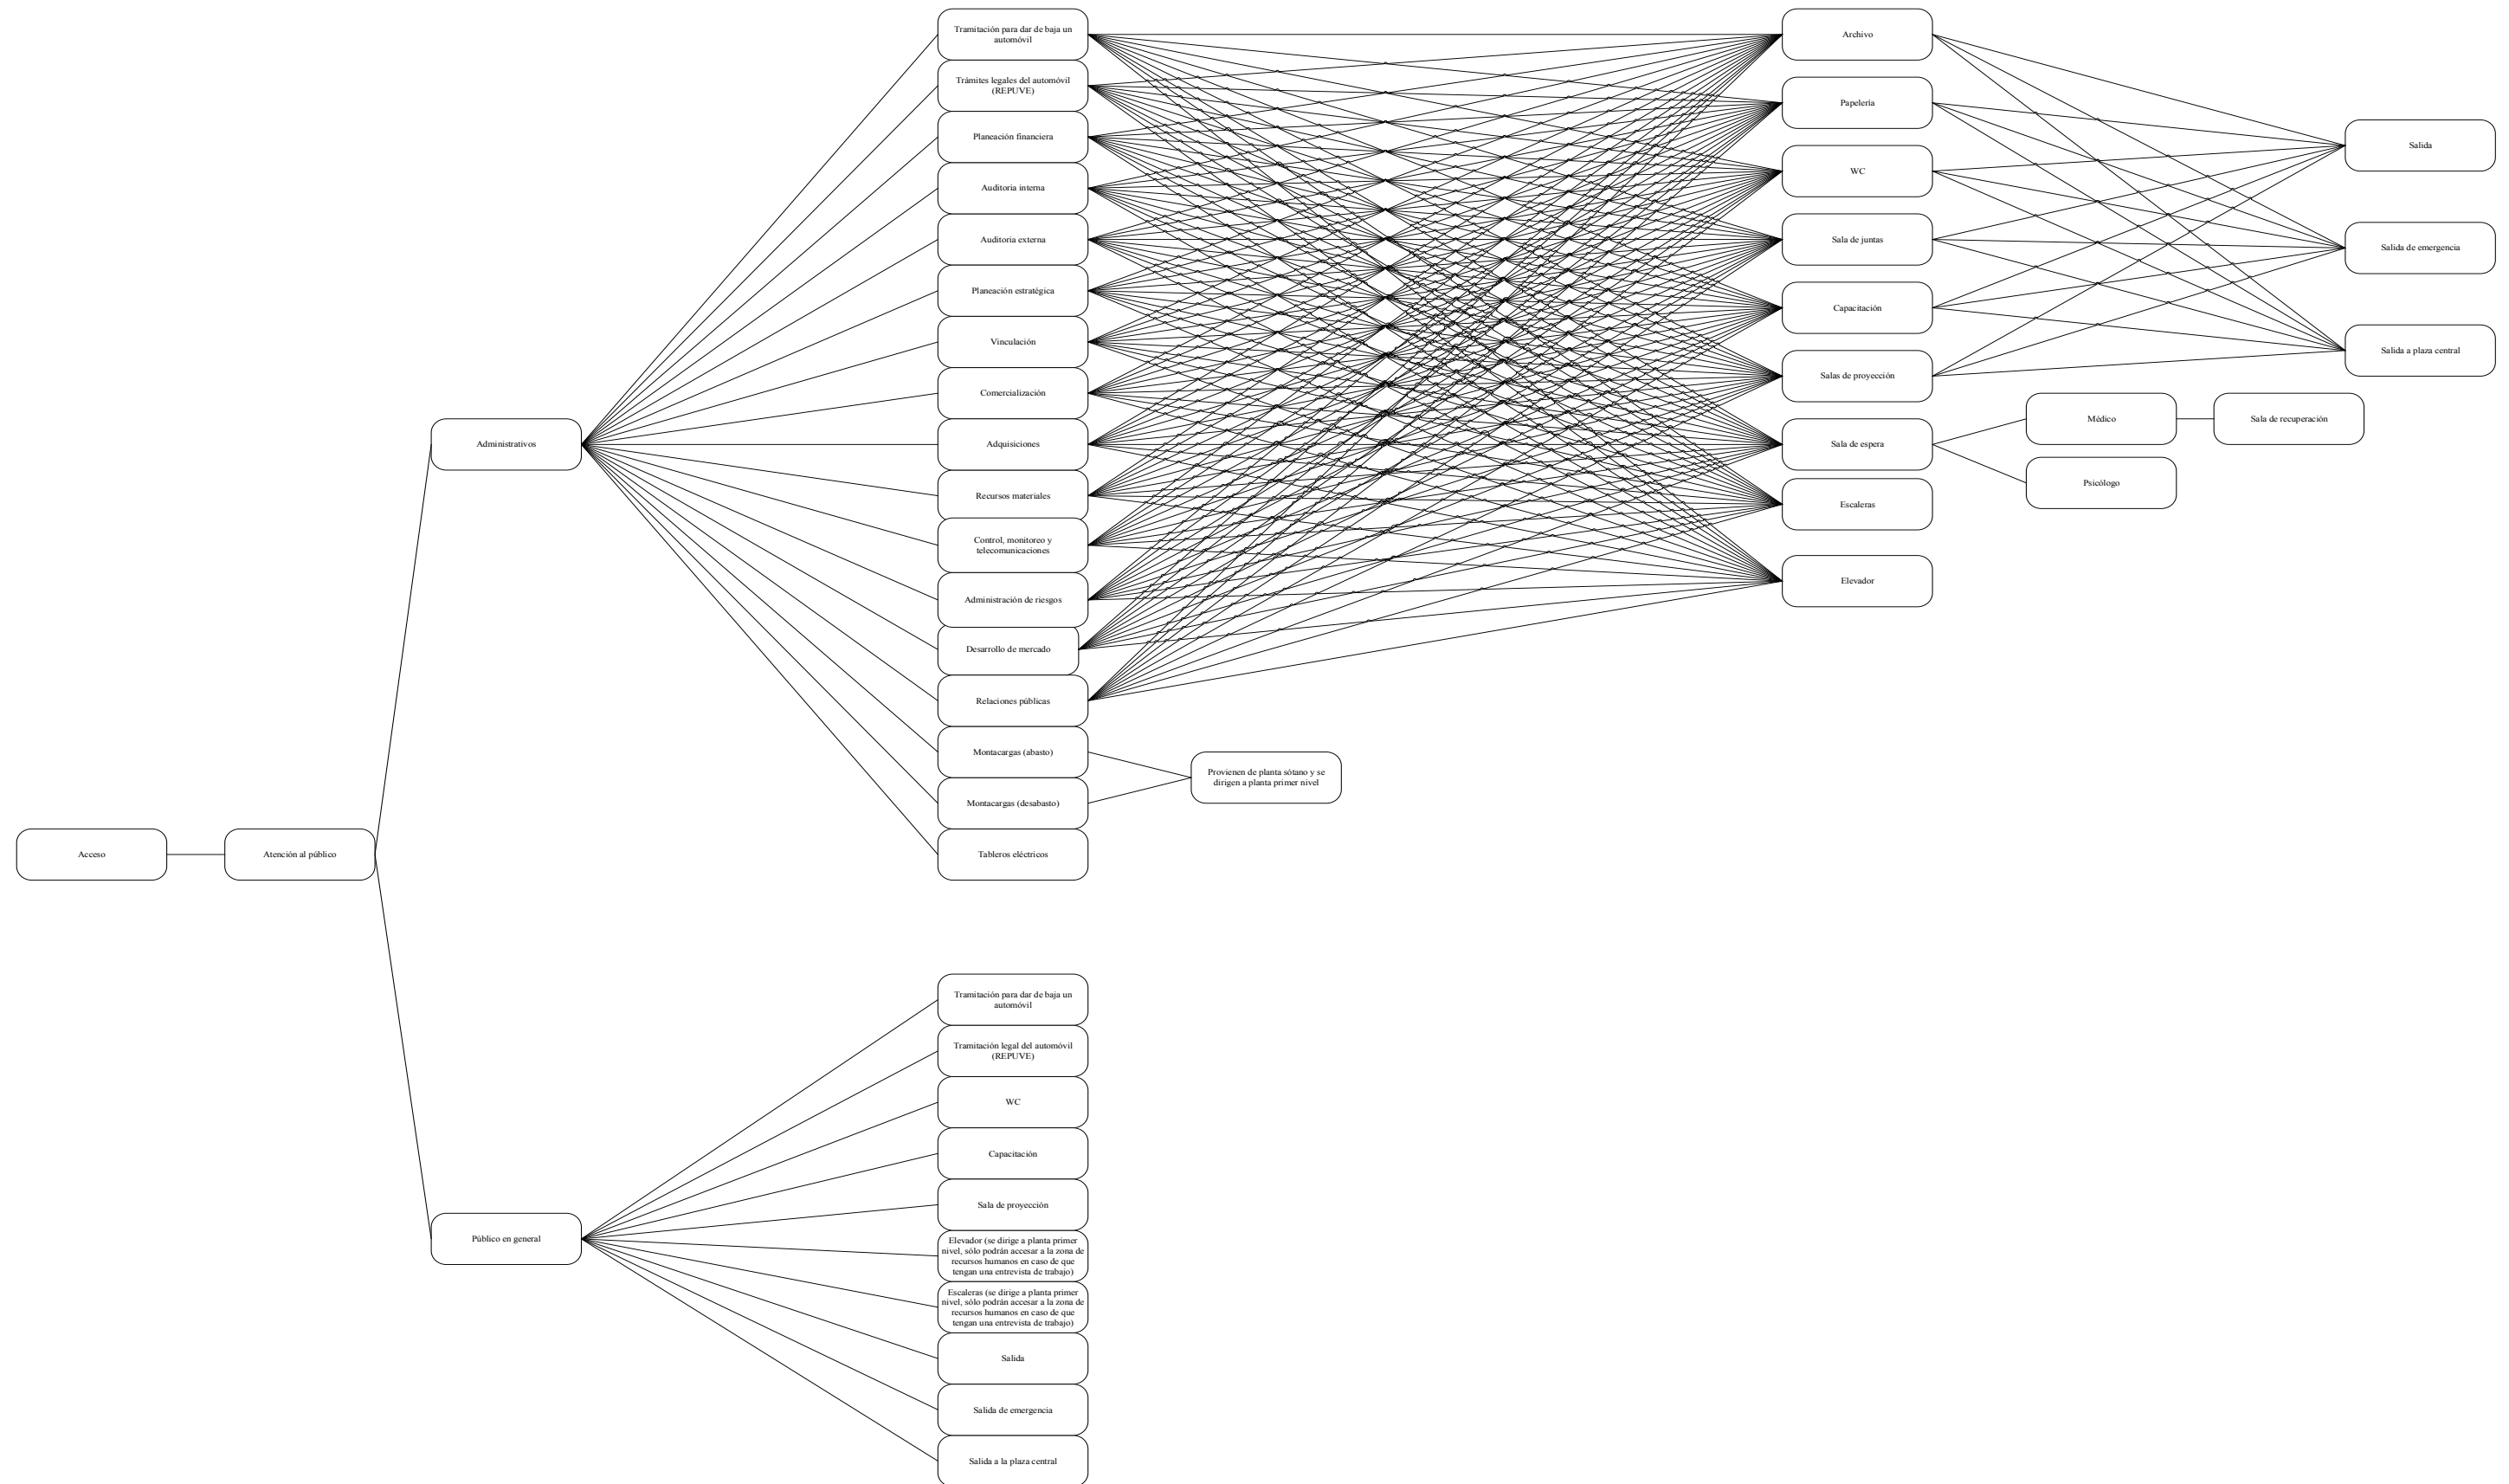 Acceso
Atención al público
Administrativos
Público en general
Tramitación para dar de baja un
automóvil
Trámites legales del automóvil
(REPUVE)
Planeación financiera
Auditoria interna
Auditoria externa
Planeación estratégica
Vinculación
Comercialización
Adquisiciones
Recursos materiales
Control, monitoreo y
telecomunicaciones
Administración de riesgos
Desarrollo de mercado
Relaciones públicas
Montacargas (abasto)
Montacargas (desabasto)
Tableros eléctricos
Provienen de planta sótano y se
dirigen a planta primer nivel
Archivo
Papelería
WC
Sala de juntas
Capacitación
Salas de proyección
Sala de espera
Escaleras
Elevador
Médico
Psicólogo
Sala de recuperación
Salida
Salida de emergencia
Salida a plaza central
Tramitación para dar de baja un
automóvil
Tramitación legal del automóvil
(REPUVE)
WC
Capacitación
Sala de proyección
Elevador (se dirige a planta primer
nivel, sólo podrán accesar a la zona de
recursos humanos en caso de que
tengan una entrevista de trabajo)
Escaleras (se dirige a planta primer
nivel, sólo podrán accesar a la zona de
recursos humanos en caso de que
tengan una entrevista de trabajo)
Salida
Salida de emergencia
Salida a la plaza central